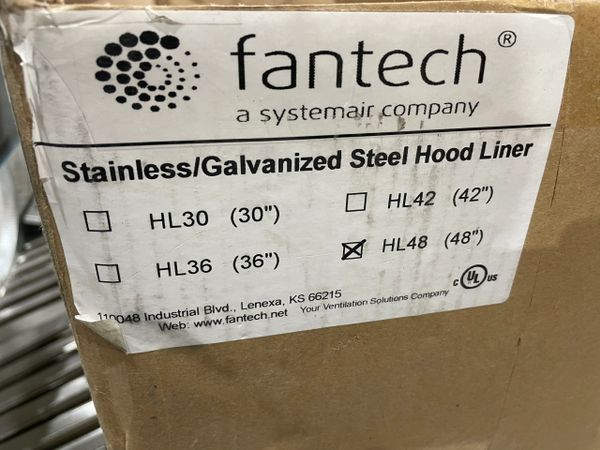 fantech®
a systemair company
Stainless/Galvanized Steel Hood Liner
HL30 (30") HL42 (42")
HL36 (36") HL48 (48")
c UL US
110048 Industrial Blvd., Lenexa, KS 66215
Web: www.fantech.net Your Ventilation Solutions Company